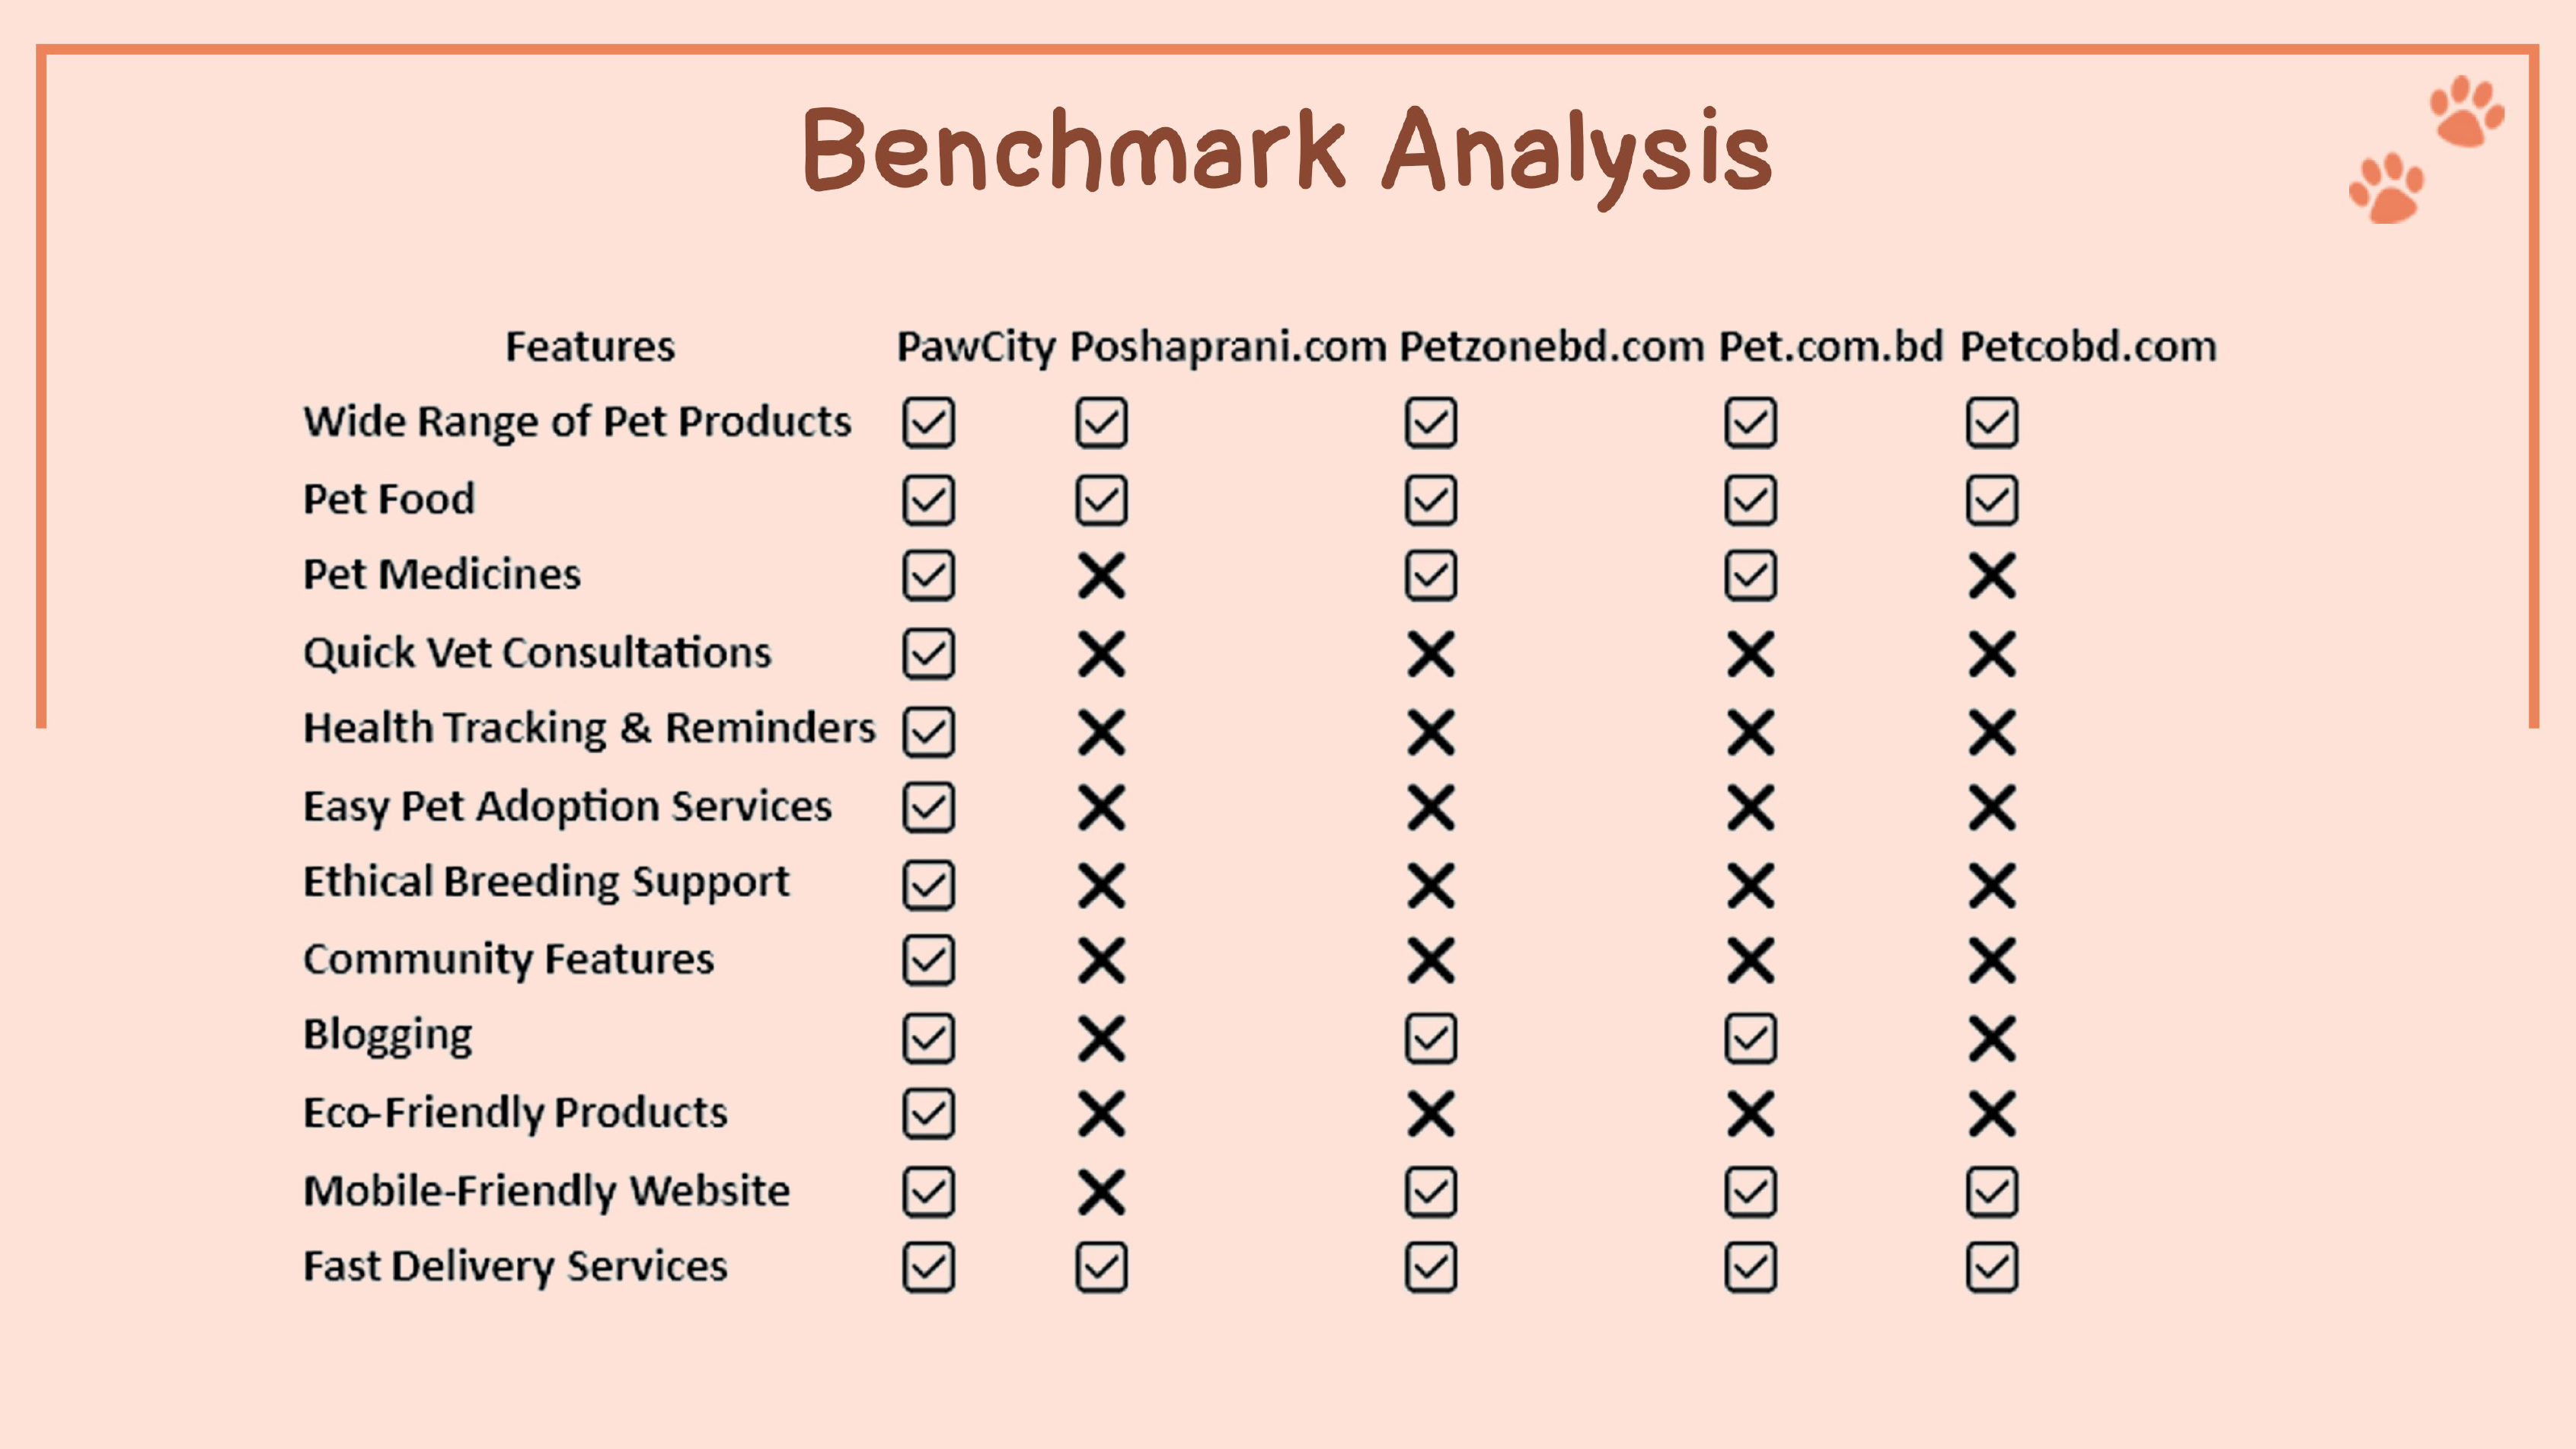 Benchmark Analysis
Features PawCity Poshaprani.com Petzonebd.com Pet.com.bd Petcobd.com
Wide Range of Pet Products ☑ ☑ ☑ ☑ ☑
Pet Food ☑ ☑ ☑ ☑ ☑
Pet Medicines ☑ ✕ ☑ ☑ ✕
Quick Vet Consultations ☑ ✕ ✕ ✕ ✕
Health Tracking & Reminders ☑ ✕ ✕ ✕ ✕
Easy Pet Adoption Services ☑ ✕ ✕ ✕ ✕
Ethical Breeding Support ☑ ✕ ✕ ✕ ✕
Community Features ☑ ✕ ✕ ✕ ✕
Blogging ☑ ✕ ☑ ☑ ✕
Eco-Friendly Products ☑ ✕ ✕ ✕ ✕
Mobile-Friendly Website ☑ ✕ ☑ ☑ ☑
Fast Delivery Services ☑ ☑ ☑ ☑ ☑